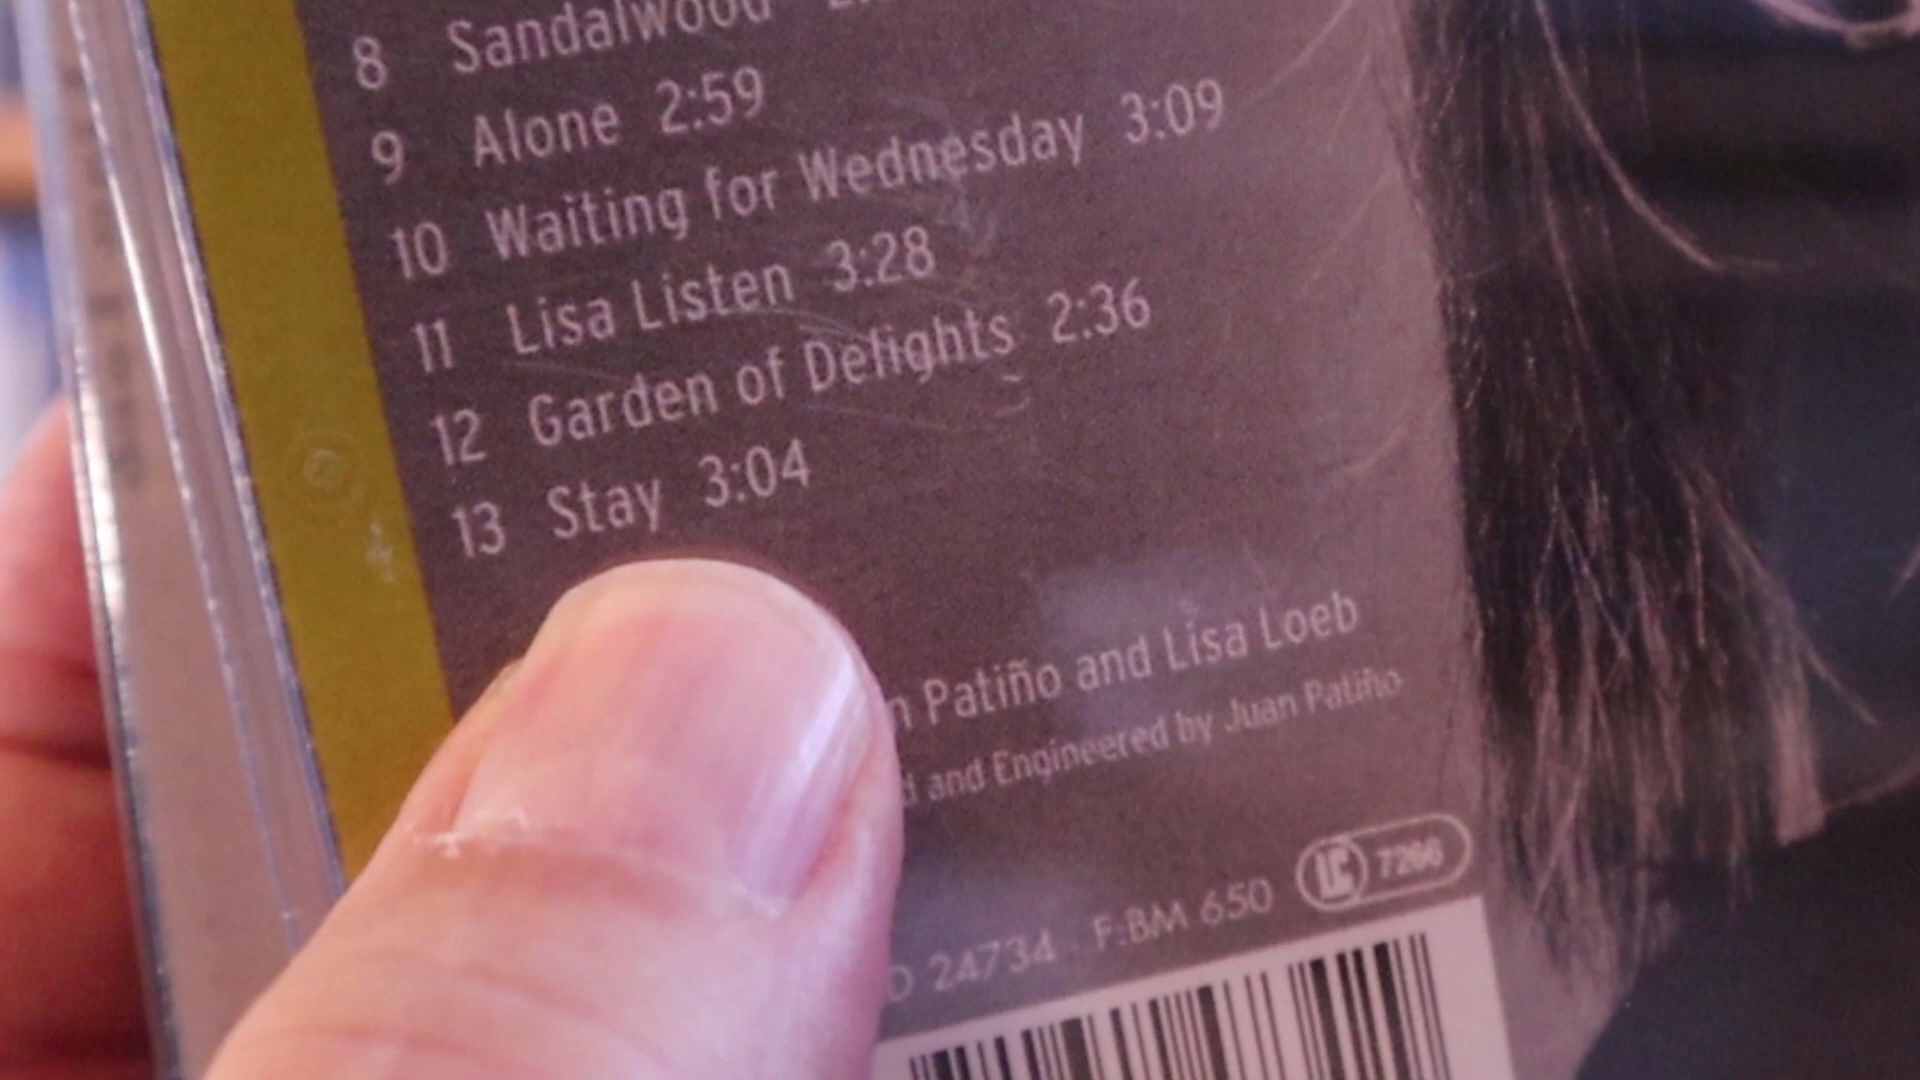 8 Sandalwood
9 Alone 2:59
10 Waiting for Wednesday 3:09
11 Lisa Listen 3:28
12 Garden of Delights 2:36
13 Stay 3:04
Patiño and Lisa Loeb
and Engineered by Juan Patiño
24734 F:BM 650 LC 7266